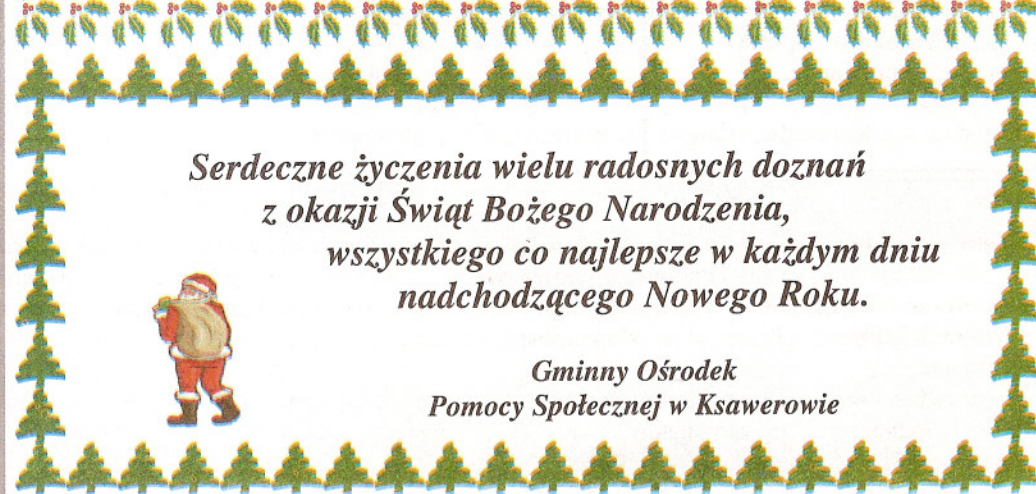 Serdeczne życzenia wielu radosnych doznań
z okazji Świąt Bożego Narodzenia,
wszystkiego co najlepsze w każdym dniu
nadchodzącego Nowego Roku.
Gminny Ośrodek
Pomocy Społecznej w Ksawerowie